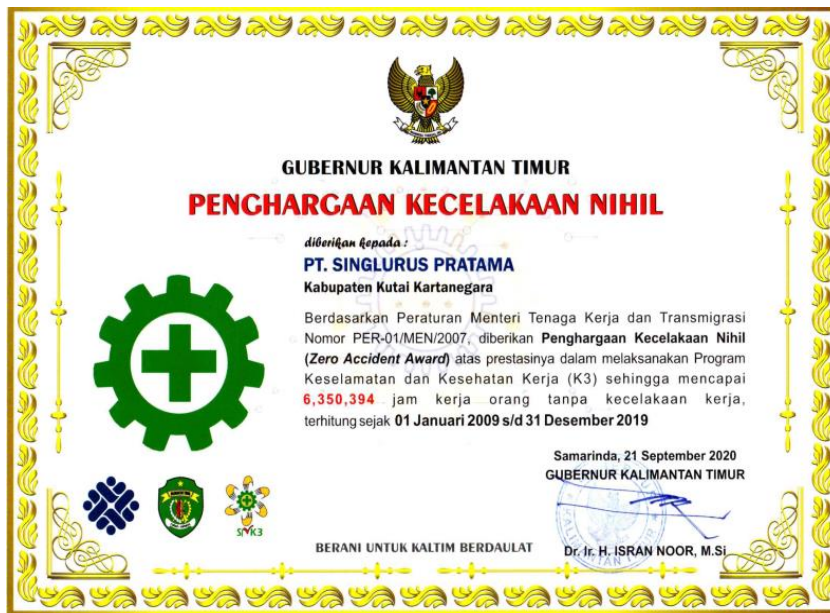 GUBERNUR KALIMANTAN TIMUR
PENGHARGAAN KECELAKAAN NIHIL
diberikan kepada :
PT. SINGLURUS PRATAMA
Kabupaten Kutai Kartanegara
Berdasarkan Peraturan Menteri Tenaga Kerja dan Transmigrasi
Nomor PER-01/MEN/2007, diberikan Penghargaan Kecelakaan Nihil
(Zero Accident Award) atas prestasinya dalam melaksanakan Program
Keselamatan dan Kesehatan Kerja (K3) sehingga mencapai
6,350,394 jam kerja orang tanpa kecelakaan kerja,
terhitung sejak 01 Januari 2009 s/d 31 Desember 2019
Samarinda, 21 September 2020
GUBERNUR KALIMANTAN TIMUR
SMK3
BERANI UNTUK KALTIM BERDAULAT
Dr. Ir. H. ISRAN NOOR, M.Si